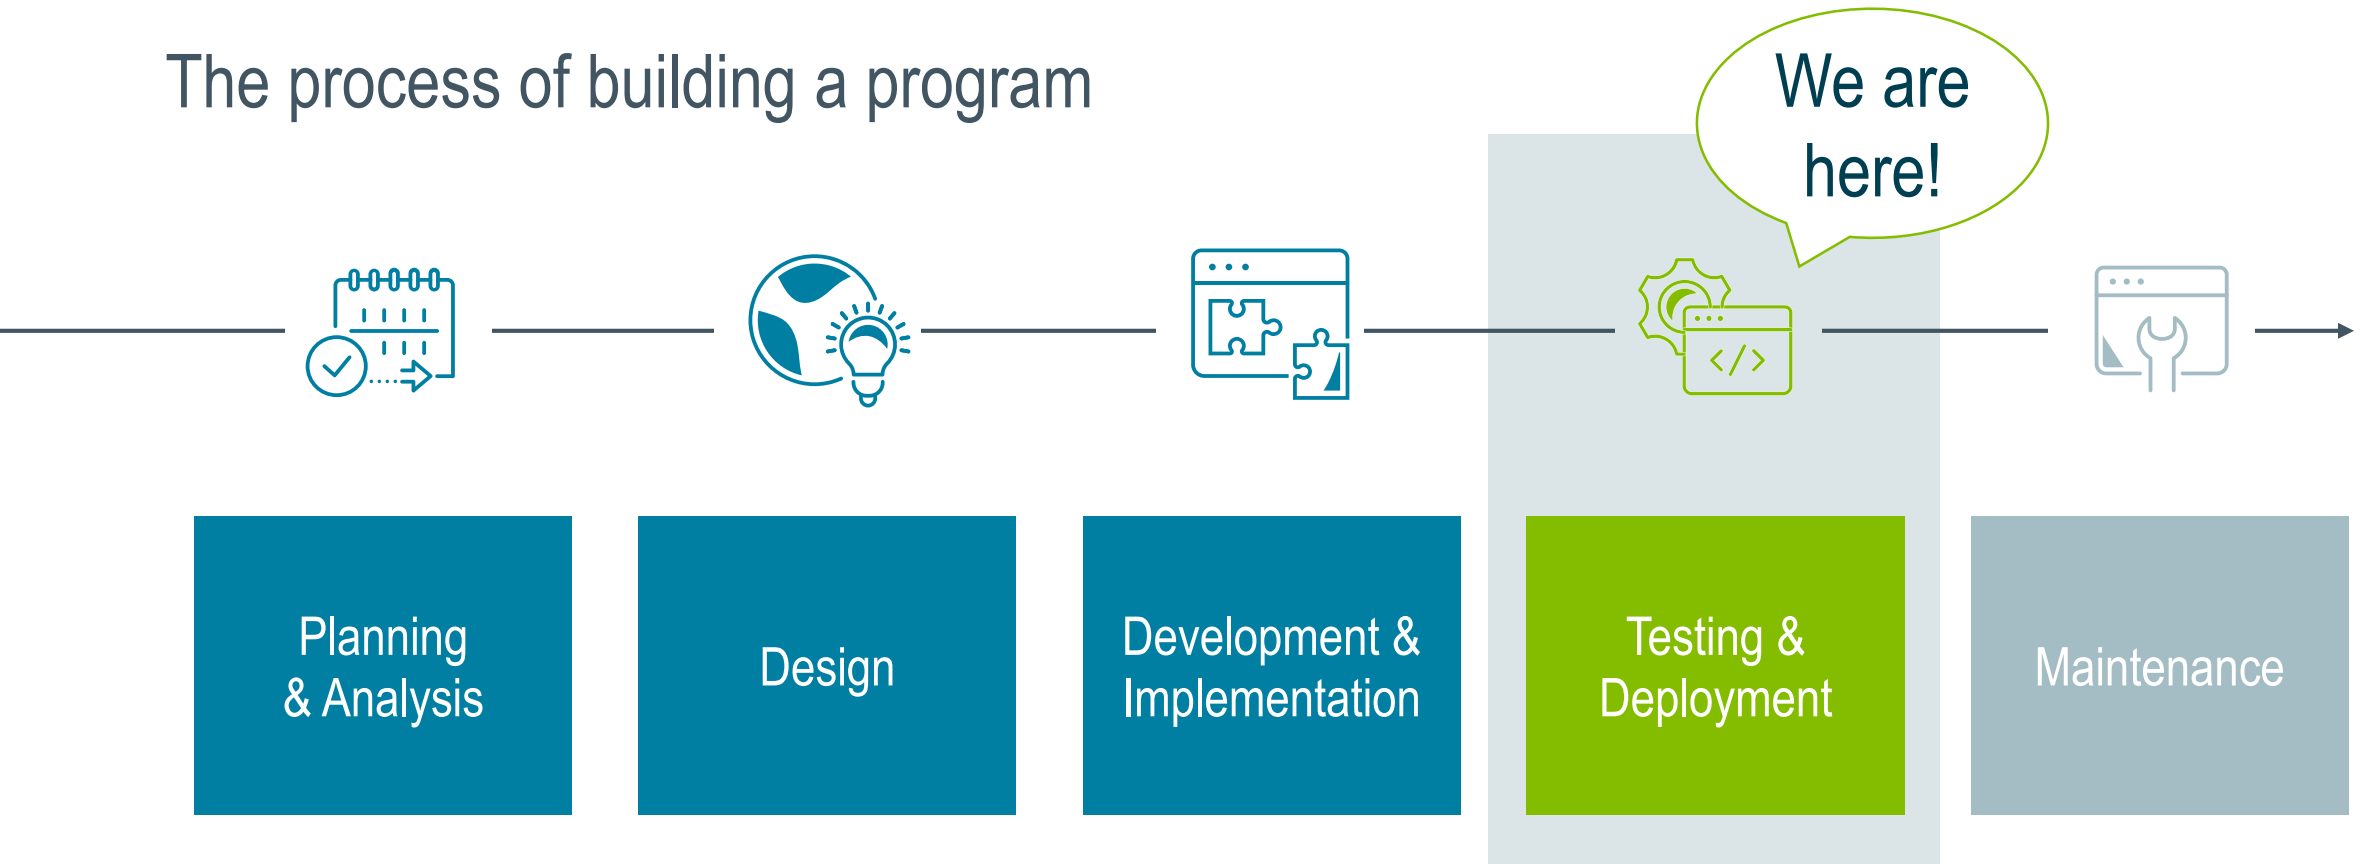 The process of building a program
We are
here!
Planning
& Analysis
Design
Development &
Implementation
Testing &
Deployment
Maintenance